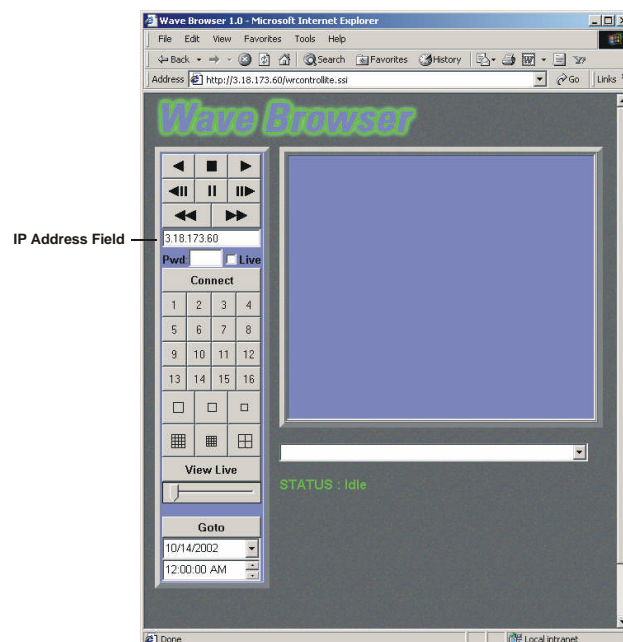 Wave Browser 1.0 - Microsoft Internet Explorer
File Edit View Favorites Tools Help
Back Search Favorites History
Address http://3.18.173.60/wrcontrollite.ssi Go Links
Wave Browser
IP Address Field
3.18.173.60
Pwd: Live
Connect
1 2 3 4
5 6 7 8
9 10 11 12
13 14 15 16
View Live
STATUS : Idle
Goto
10/14/2002
12:00:00 AM
Done Local intranet